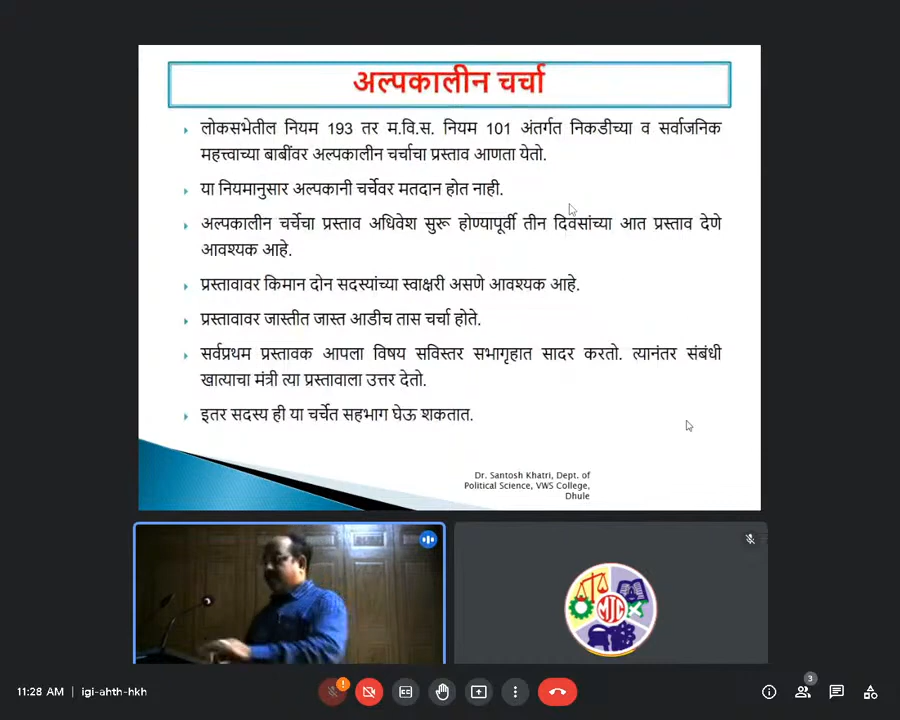 अल्पकालीन चर्चा
लोकसभेतील नियम 193 तर म.वि.स. नियम 101 अंतर्गत निकडीच्या व सर्वाजनिक
महत्त्वाच्या बाबींवर अल्पकालीन चर्चाचा प्रस्ताव आणता येतो.
या नियमानुसार अल्पकानी चर्चेवर मतदान होत नाही.
अल्पकालीन चर्चेचा प्रस्ताव अधिवेश सुरू होण्यापूर्वी तीन दिवसांच्या आत प्रस्ताव देणे
आवश्यक आहे.
प्रस्तावावर किमान दोन सदस्यांच्या स्वाक्षरी असणे आवश्यक आहे.
प्रस्तावावर जास्तीत जास्त आडीच तास चर्चा होते.
सर्वप्रथम प्रस्तावक आपला विषय सविस्तर सभागृहात सादर करतो. त्यानंतर संबंधी
खात्याचा मंत्री त्या प्रस्तावाला उत्तर देतो.
इतर सदस्य ही या चर्चेत सहभाग घेऊ शकतात.
Dr. Santosh Khatri, Dept. of
Political Science, VWS College,
Dhule
MJC
11:28 AM | igi-ahth-hkh
3